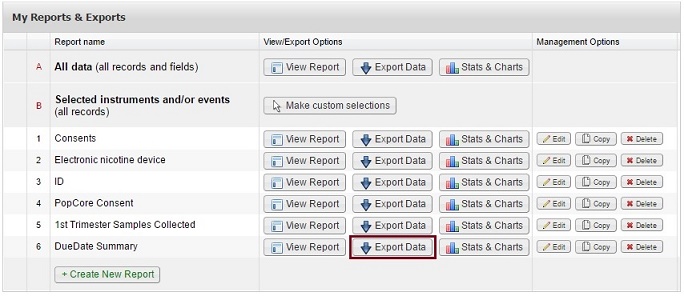 My Reports & Exports
Report name View/Export Options Management Options
A All data (all records and fields) View Report Export Data Stats & Charts
B Selected instruments and/or events
(all records) Make custom selections
1 Consents View Report Export Data Stats & Charts Edit Copy Delete
2 Electronic nicotine device View Report Export Data Stats & Charts Edit Copy Delete
3 ID View Report Export Data Stats & Charts Edit Copy Delete
4 PopCore Consent View Report Export Data Stats & Charts Edit Copy Delete
5 1st Trimester Samples Collected View Report Export Data Stats & Charts Edit Copy Delete
6 DueDate Summary View Report Export Data Stats & Charts Edit Copy Delete
+ Create New Report